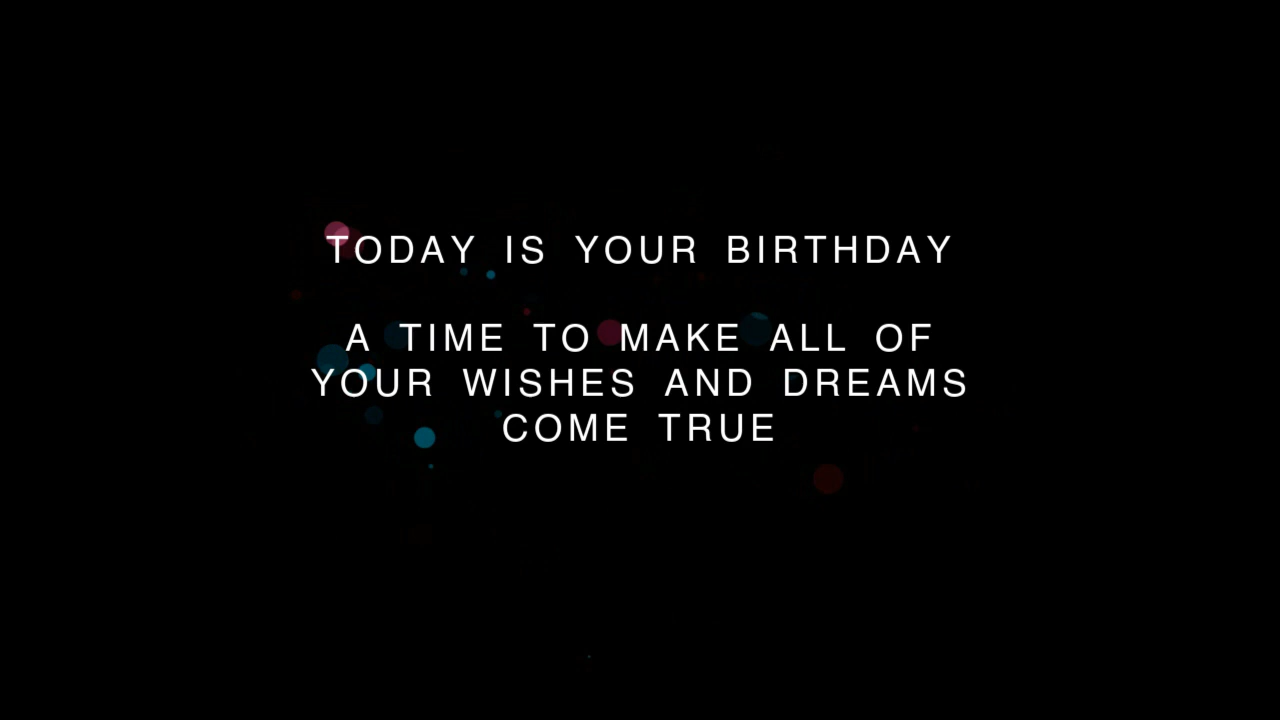 TODAY IS YOUR BIRTHDAY
A TIME TO MAKE ALL OF
YOUR WISHES AND DREAMS
COME TRUE